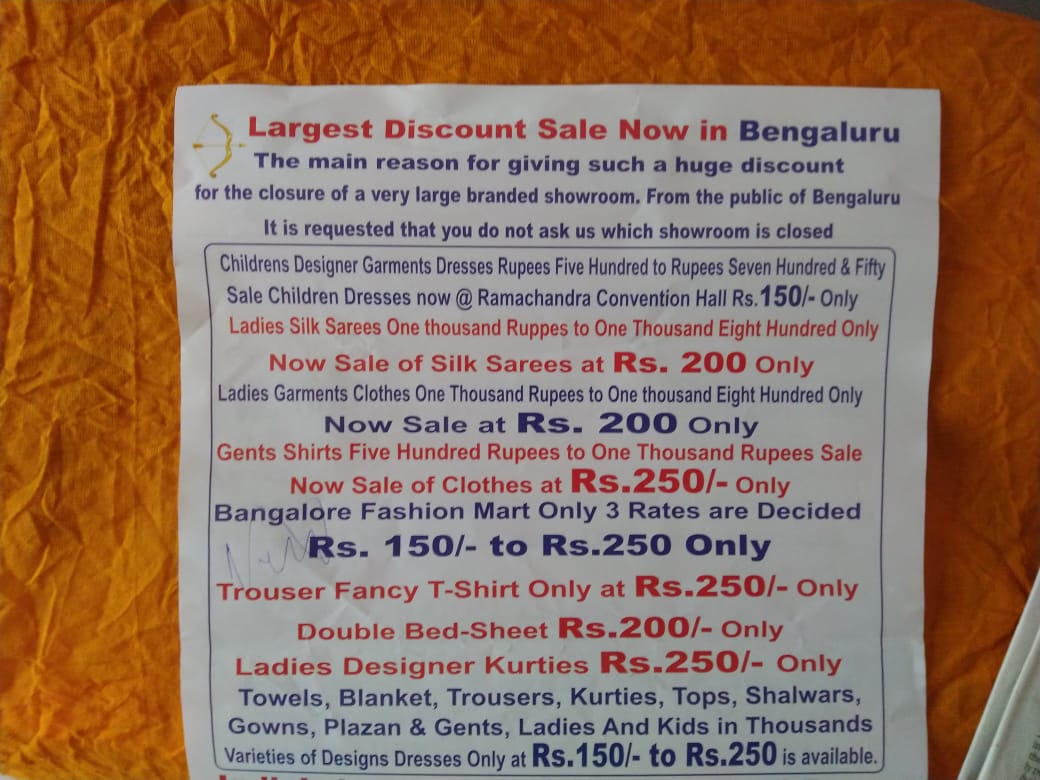 Largest Discount Sale Now in Bengaluru
The main reason for giving such a huge discount
for the closure of a very large branded showroom. From the public of Bengaluru
It is requested that you do not ask us which showroom is closed
Childrens Designer Garments Dresses Rupees Five Hundred to Rupees Seven Hundred & Fifty
Sale Children Dresses now @ Ramachandra Convention Hall Rs.150/- Only
Ladies Silk Sarees One thousand Ruppes to One Thousand Eight Hundred Only
Now Sale of Silk Sarees at Rs. 200 Only
Ladies Garments Clothes One Thousand Rupees to One thousand Eight Hundred Only
Now Sale at Rs. 200 Only
Gents Shirts Five Hundred Rupees to One Thousand Rupees Sale
Now Sale of Clothes at Rs.250/- Only
Bangalore Fashion Mart Only 3 Rates are Decided
Rs. 150/- to Rs.250 Only
Trouser Fancy T-Shirt Only at Rs.250/- Only
Double Bed-Sheet Rs.200/- Only
Ladies Designer Kurties Rs.250/- Only
Towels, Blanket, Trousers, Kurties, Tops, Shalwars,
Gowns, Plazan & Gents, Ladies And Kids in Thousands
Varieties of Designs Dresses Only at Rs.150/- to Rs.250 is available.